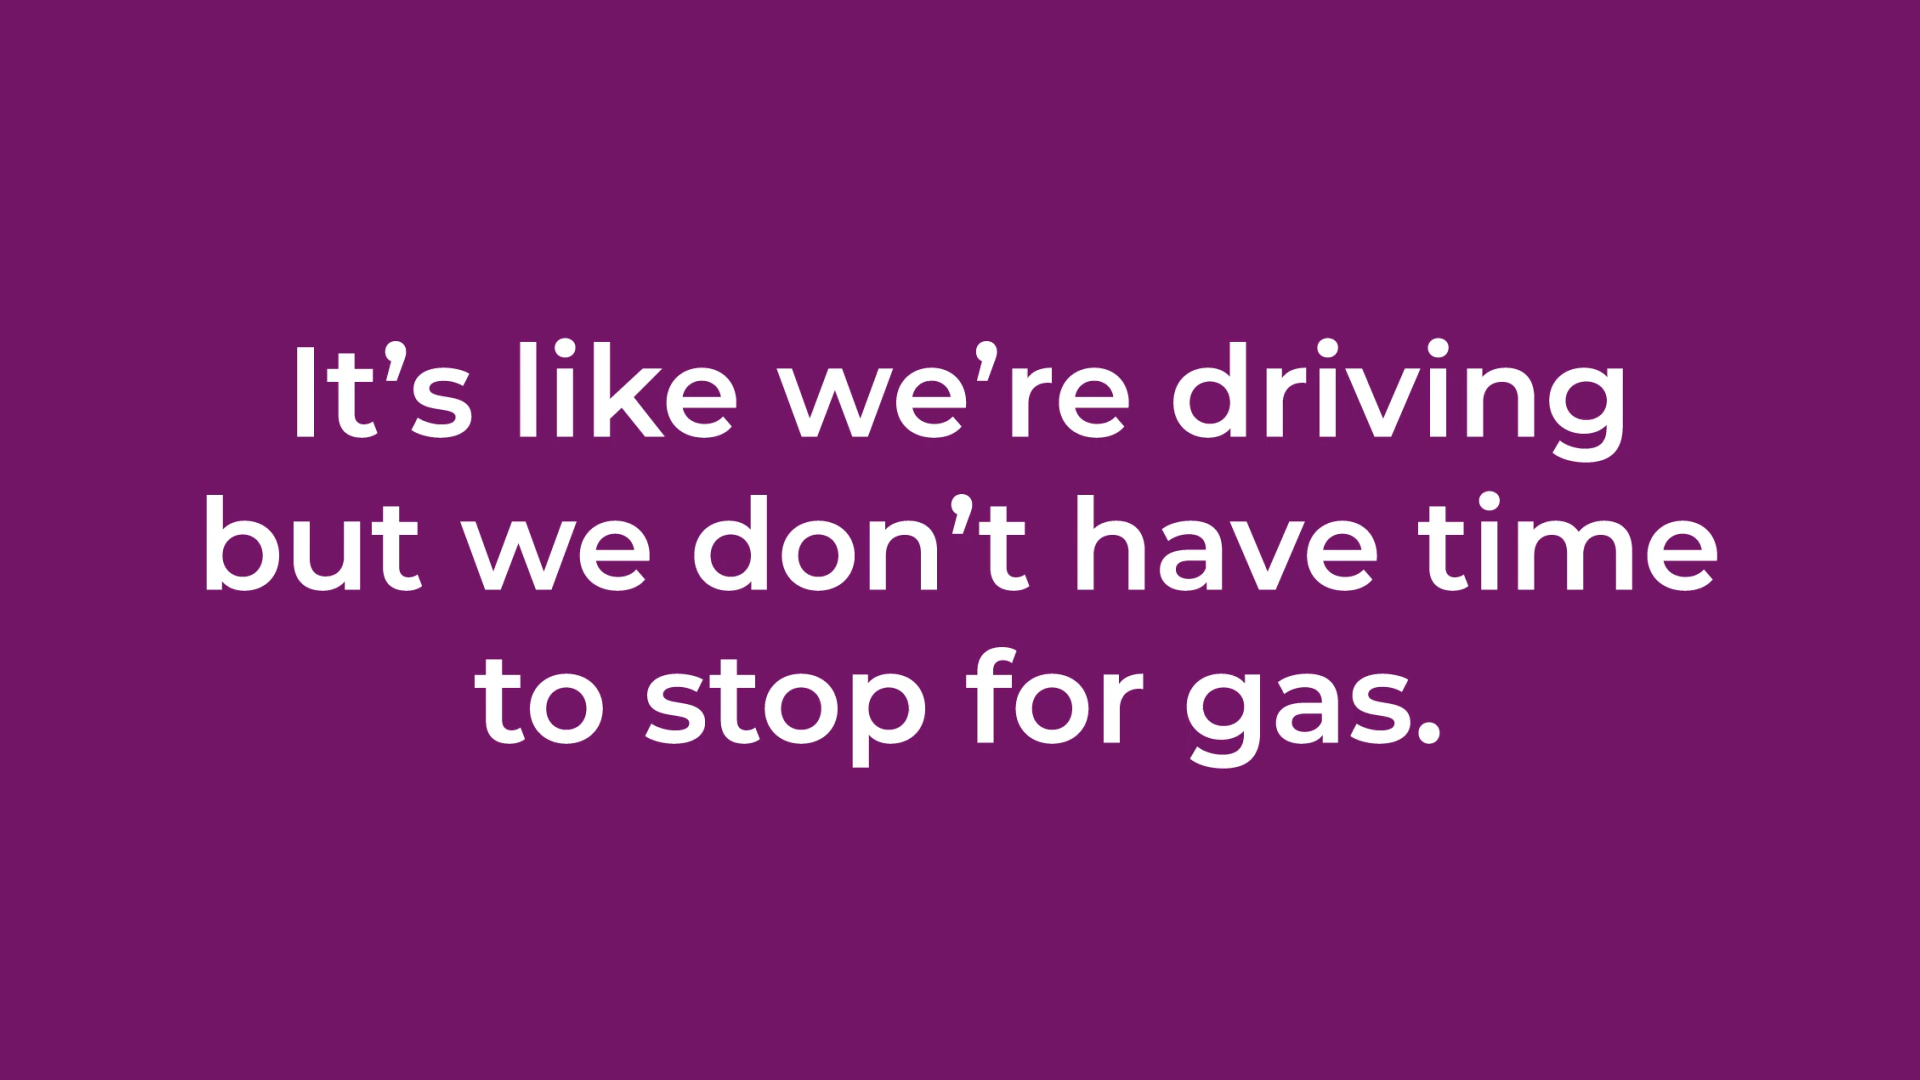 It’s like we’re driving
but we don’t have time
to stop for gas.